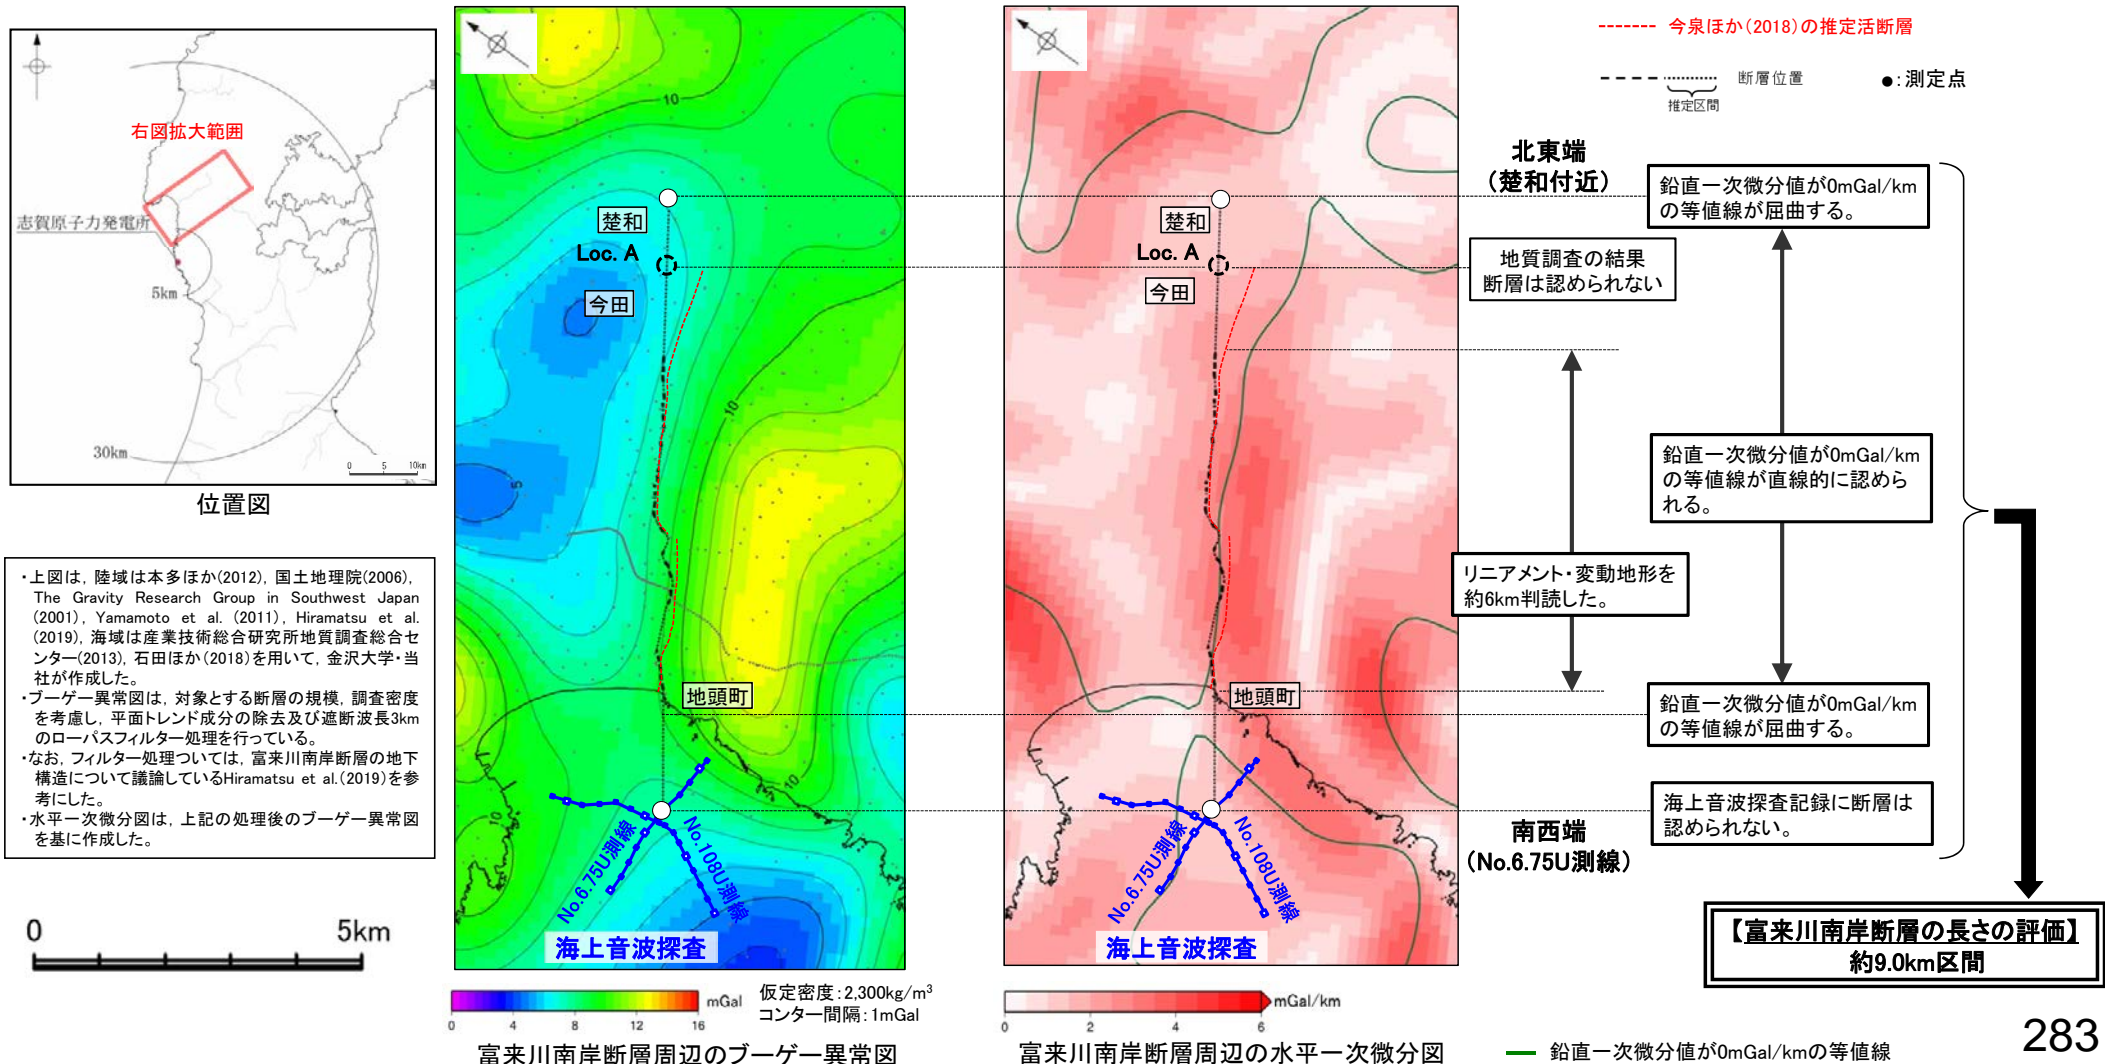 右図拡大範囲
志賀原子力発電所
5km
30km
0 5 10km
位置図
・上図は，陸域は本多ほか(2012)，国土地理院(2006)，
The Gravity Research Group in Southwest Japan
(2001)，Yamamoto et al. (2011)，Hiramatsu et al.
(2019)，海域は産業技術総合研究所地質調査総合セ
ンター(2013)，石田ほか(2018)を用いて，金沢大学・当
社が作成した。
・ブーゲー異常図は，対象とする断層の規模，調査密度
を考慮し，平面トレンド成分の除去及び遮断波長3km
のローパスフィルター処理を行っている。
・なお，フィルター処理ついては，富来川南岸断層の地下
構造について議論しているHiramatsu et al.(2019)を参
考にした。
・水平一次微分図は，上記の処理後のブーゲー異常図
を基に作成した。
0 5km
10
楚和
Loc. A
今田
10
5
地頭町
10
10
No.6.75U測線
No.108U測線
海上音波探査
0 4 8 12 16
mGal
仮定密度：2,300kg/m³
コンター間隔：1mGal
富来川南岸断層周辺のブーゲー異常図
楚和
Loc. A
今田
地頭町
No.6.75U測線
No.108U測線
海上音波探査
0 2 4 6
mGal/km
富来川南岸断層周辺の水平一次微分図
今泉ほか(2018)の推定活断層
断層位置
推定区間
●：測定点
北東端
(楚和付近)
鉛直一次微分値が0mGal/km
の等値線が屈曲する。
地質調査の結果
断層は認められない
鉛直一次微分値が0mGal/km
の等値線が直線的に認めら
れる。
リニアメント・変動地形を
約6km判読した。
鉛直一次微分値が0mGal/km
の等値線が屈曲する。
海上音波探査記録に断層は
認められない。
南西端
(No.6.75U測線)
【富来川南岸断層の長さの評価】
約9.0km区間
鉛直一次微分値が0mGal/kmの等値線
283